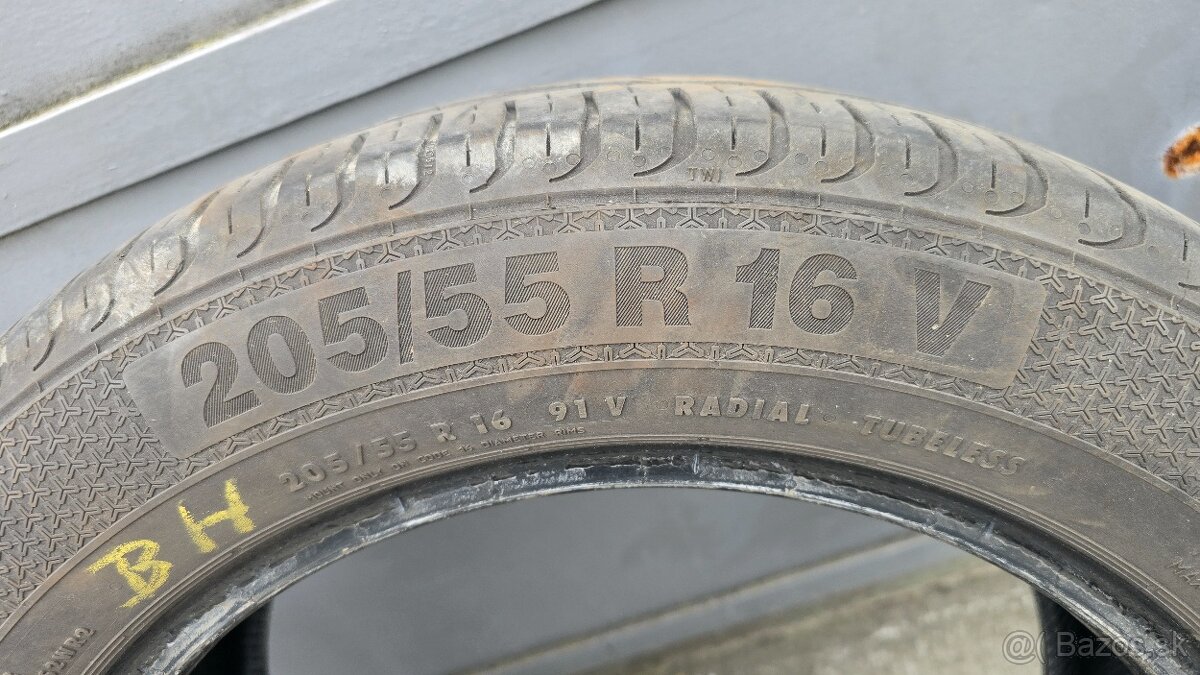 TWI
205/55 R 16 V
205/55 R 16 91 V RADIAL TUBELESS
BH
@ Bazos.sk